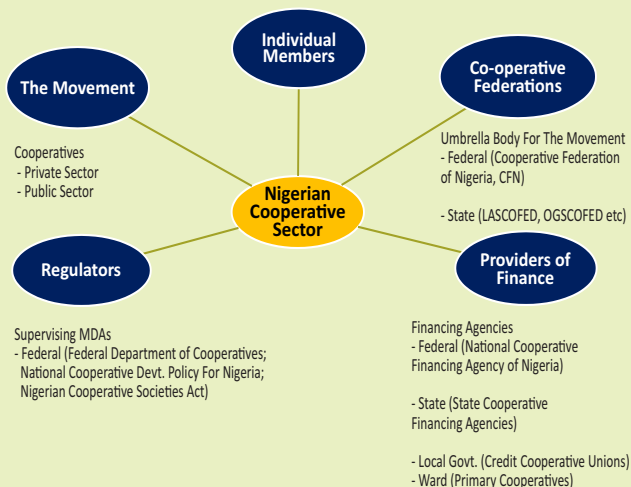 Individual
Members
The Movement
Co-operative
Federations
Cooperatives
- Private Sector
- Public Sector
Umbrella Body For The Movement
- Federal (Cooperative Federation
of Nigeria, CFN)
- State (LASCOFED, OGSCOFED etc)
Nigerian
Cooperative
Sector
Regulators
Providers of
Finance
Supervising MDAs
- Federal (Federal Department of Cooperatives;
National Cooperative Devt. Policy For Nigeria;
Nigerian Cooperative Societies Act)
Financing Agencies
- Federal (National Cooperative
Financing Agency of Nigeria)
- State (State Cooperative
Financing Agencies)
- Local Govt. (Credit Cooperative Unions)
- Ward (Primary Cooperatives)